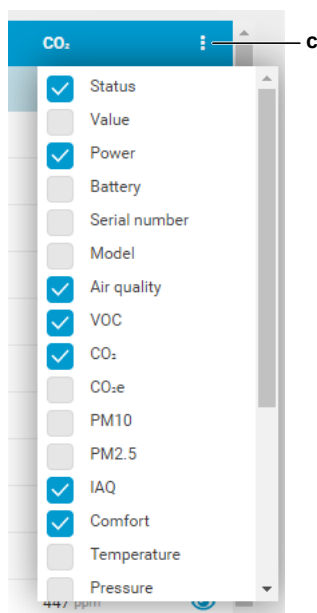 CO₂
c
Status
Value
Power
Battery
Serial number
Model
Air quality
VOC
CO₂
CO₂e
PM10
PM2.5
IAQ
Comfort
Temperature
Pressure
447 ppm